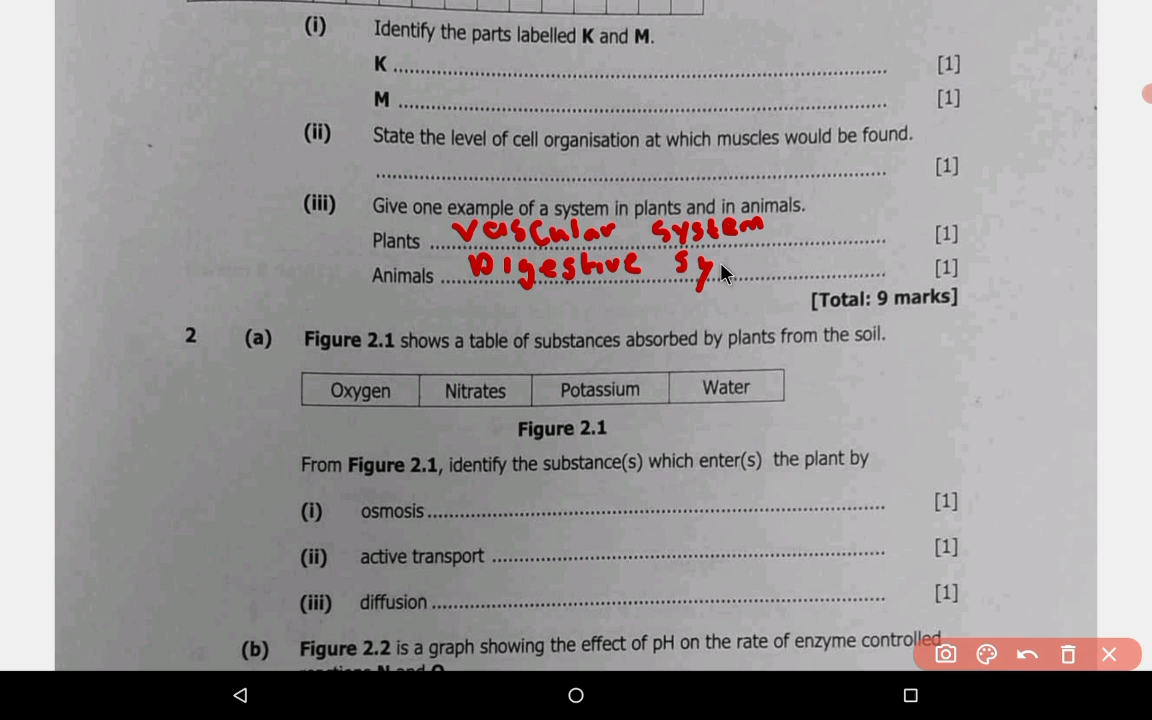 (i) Identify the parts labelled K and M.
K ........................................ [1]
M ........................................ [1]
(ii) State the level of cell organisation at which muscles would be found.
........................................ [1]
(iii) Give one example of a system in plants and in animals.
Plants ... Vascular system ... [1]
Animals ... Digestive sy ... [1]
[Total: 9 marks]
2 (a) Figure 2.1 shows a table of substances absorbed by plants from the soil.
Oxygen Nitrates Potassium Water
Figure 2.1
From Figure 2.1, identify the substance(s) which enter(s) the plant by
(i) osmosis ........................................ [1]
(ii) active transport ........................................ [1]
(iii) diffusion ........................................ [1]
(b) Figure 2.2 is a graph showing the effect of pH on the rate of enzyme controlled